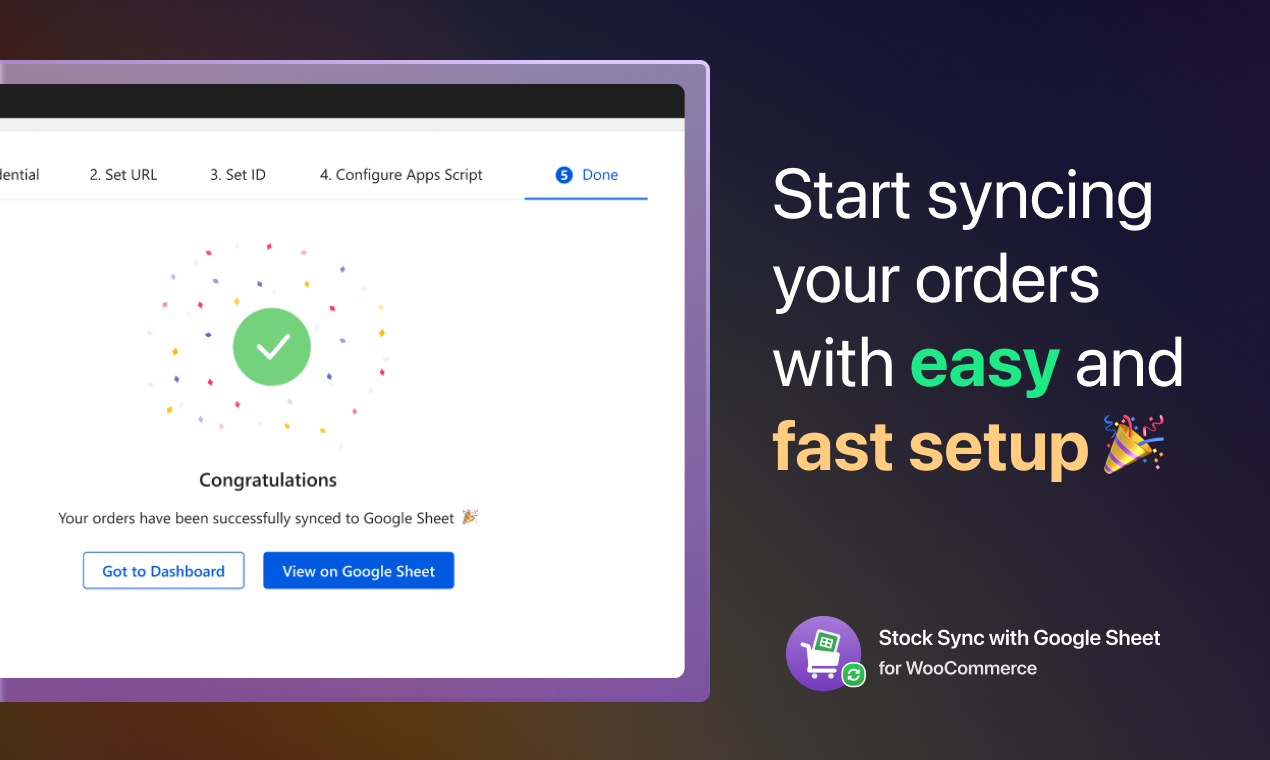 dential
2. Set URL
3. Set ID
4. Configure Apps Script
5 Done
Congratulations
Your orders have been successfully synced to Google Sheet 🎉
Got to Dashboard
View on Google Sheet
Start syncing
your orders
with easy and
fast setup 🎉
Stock Sync with Google Sheet
for WooCommerce